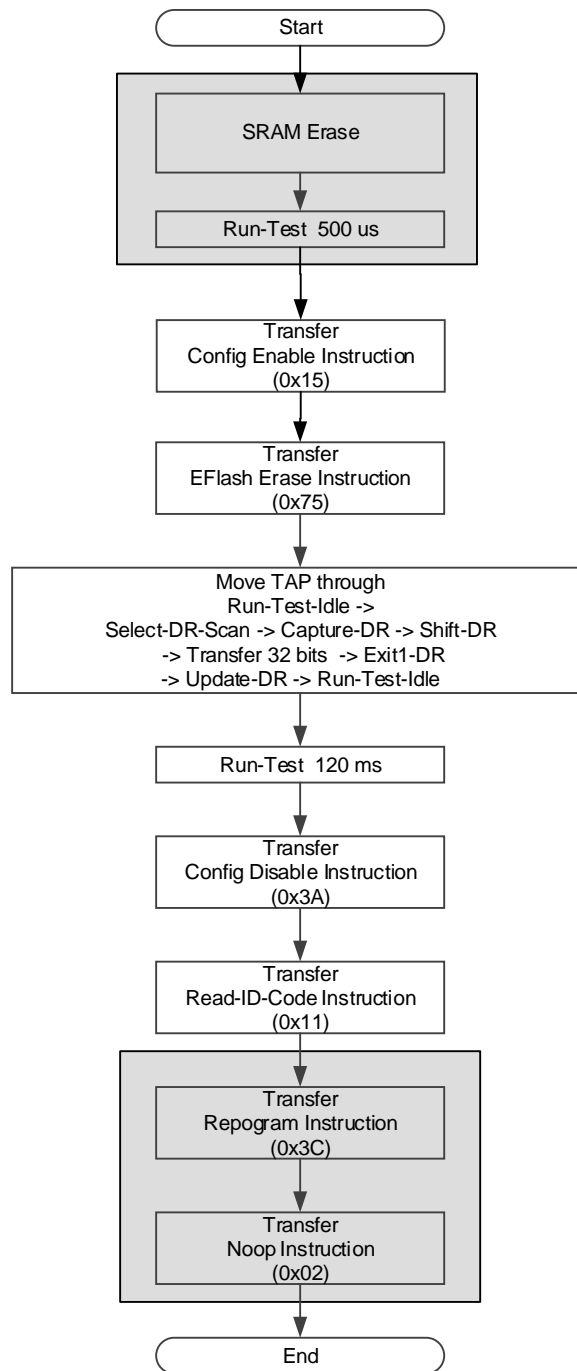 Start
SRAM Erase
Run-Test 500 us
Transfer
Config Enable Instruction
(0x15)
Transfer
EFlash Erase Instruction
(0x75)
Move TAP through
Run-Test-Idle ->
Select-DR-Scan -> Capture-DR -> Shift-DR
-> Transfer 32 bits -> Exit1-DR
-> Update-DR -> Run-Test-Idle
Run-Test 120 ms
Transfer
Config Disable Instruction
(0x3A)
Transfer
Read-ID-Code Instruction
(0x11)
Transfer
Repogram Instruction
(0x3C)
Transfer
Noop Instruction
(0x02)
End